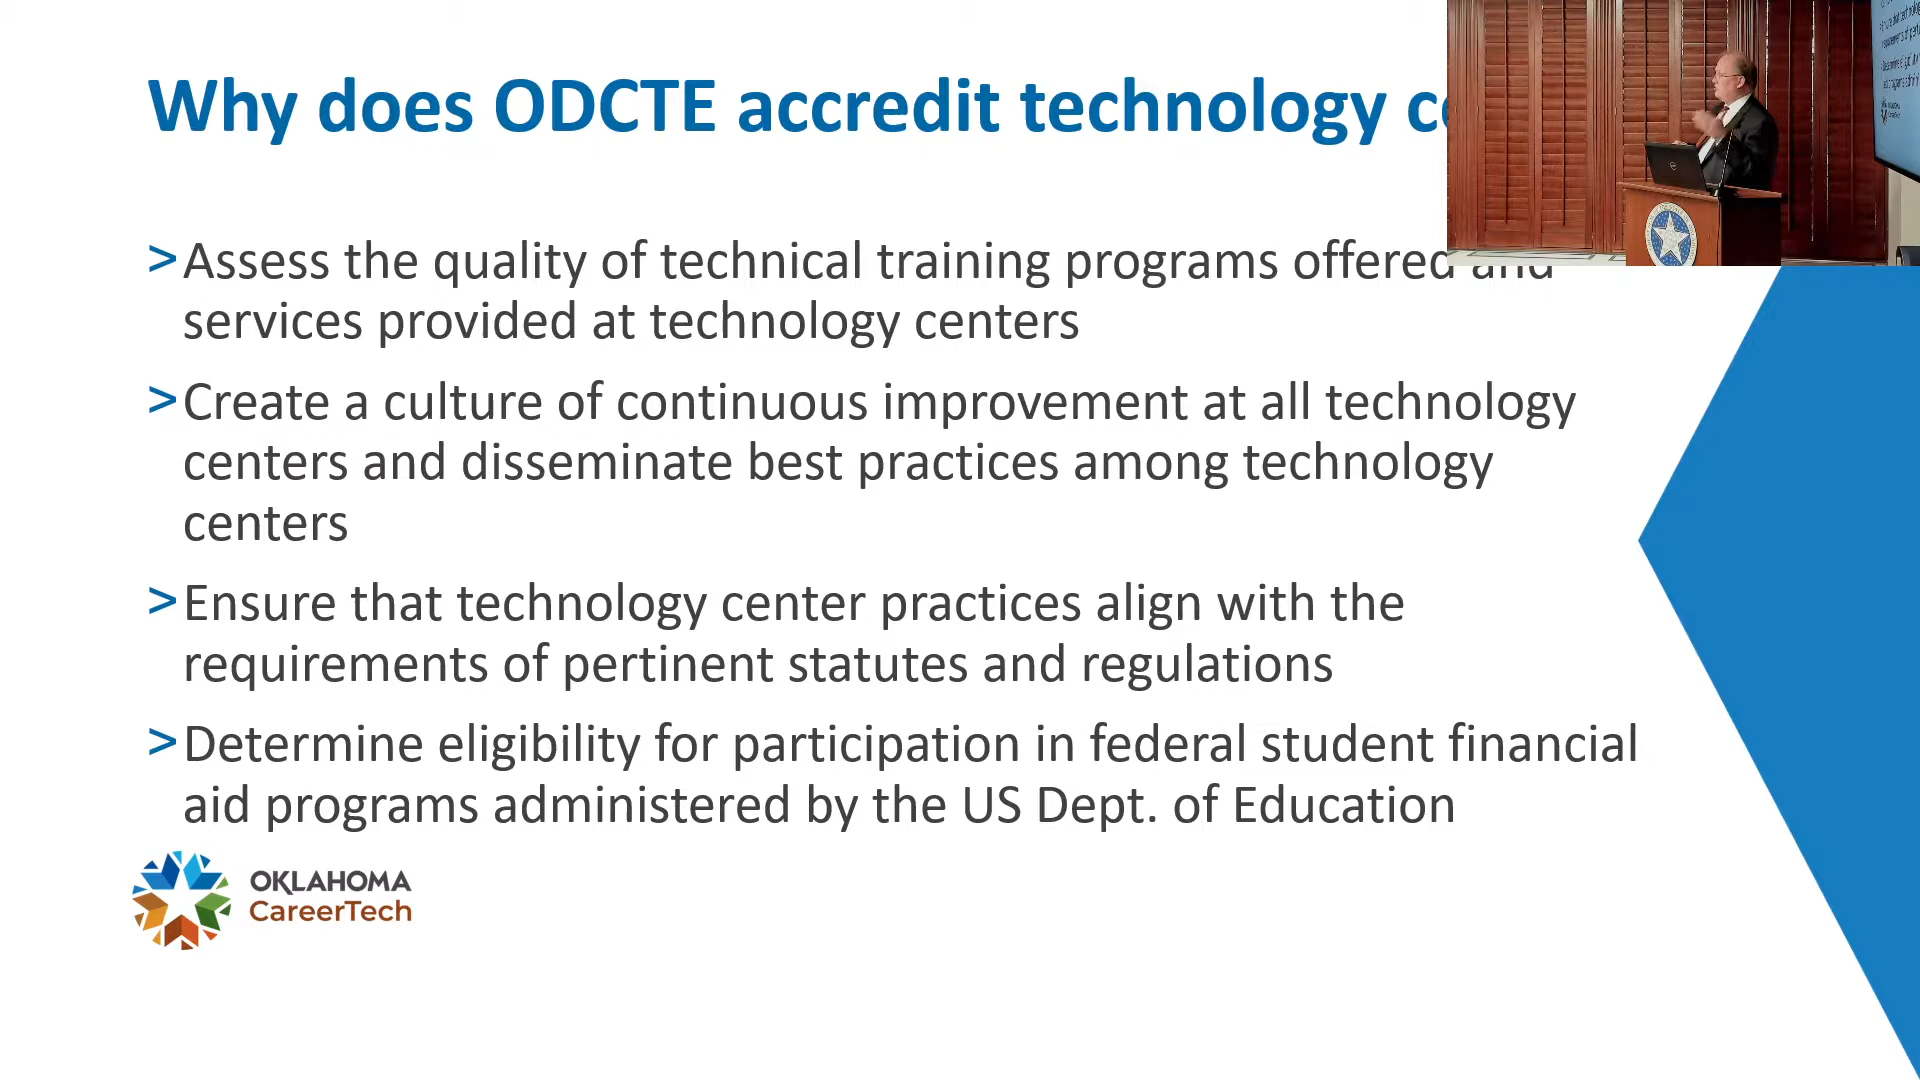 Why does ODCTE accredit technology
> Assess the quality of technical training programs offered and
services provided at technology centers
> Create a culture of continuous improvement at all technology
centers and disseminate best practices among technology
centers
> Ensure that technology center practices align with the
requirements of pertinent statutes and regulations
> Determine eligibility for participation in federal student financial
aid programs administered by the US Dept. of Education
OKLAHOMA
CareerTech